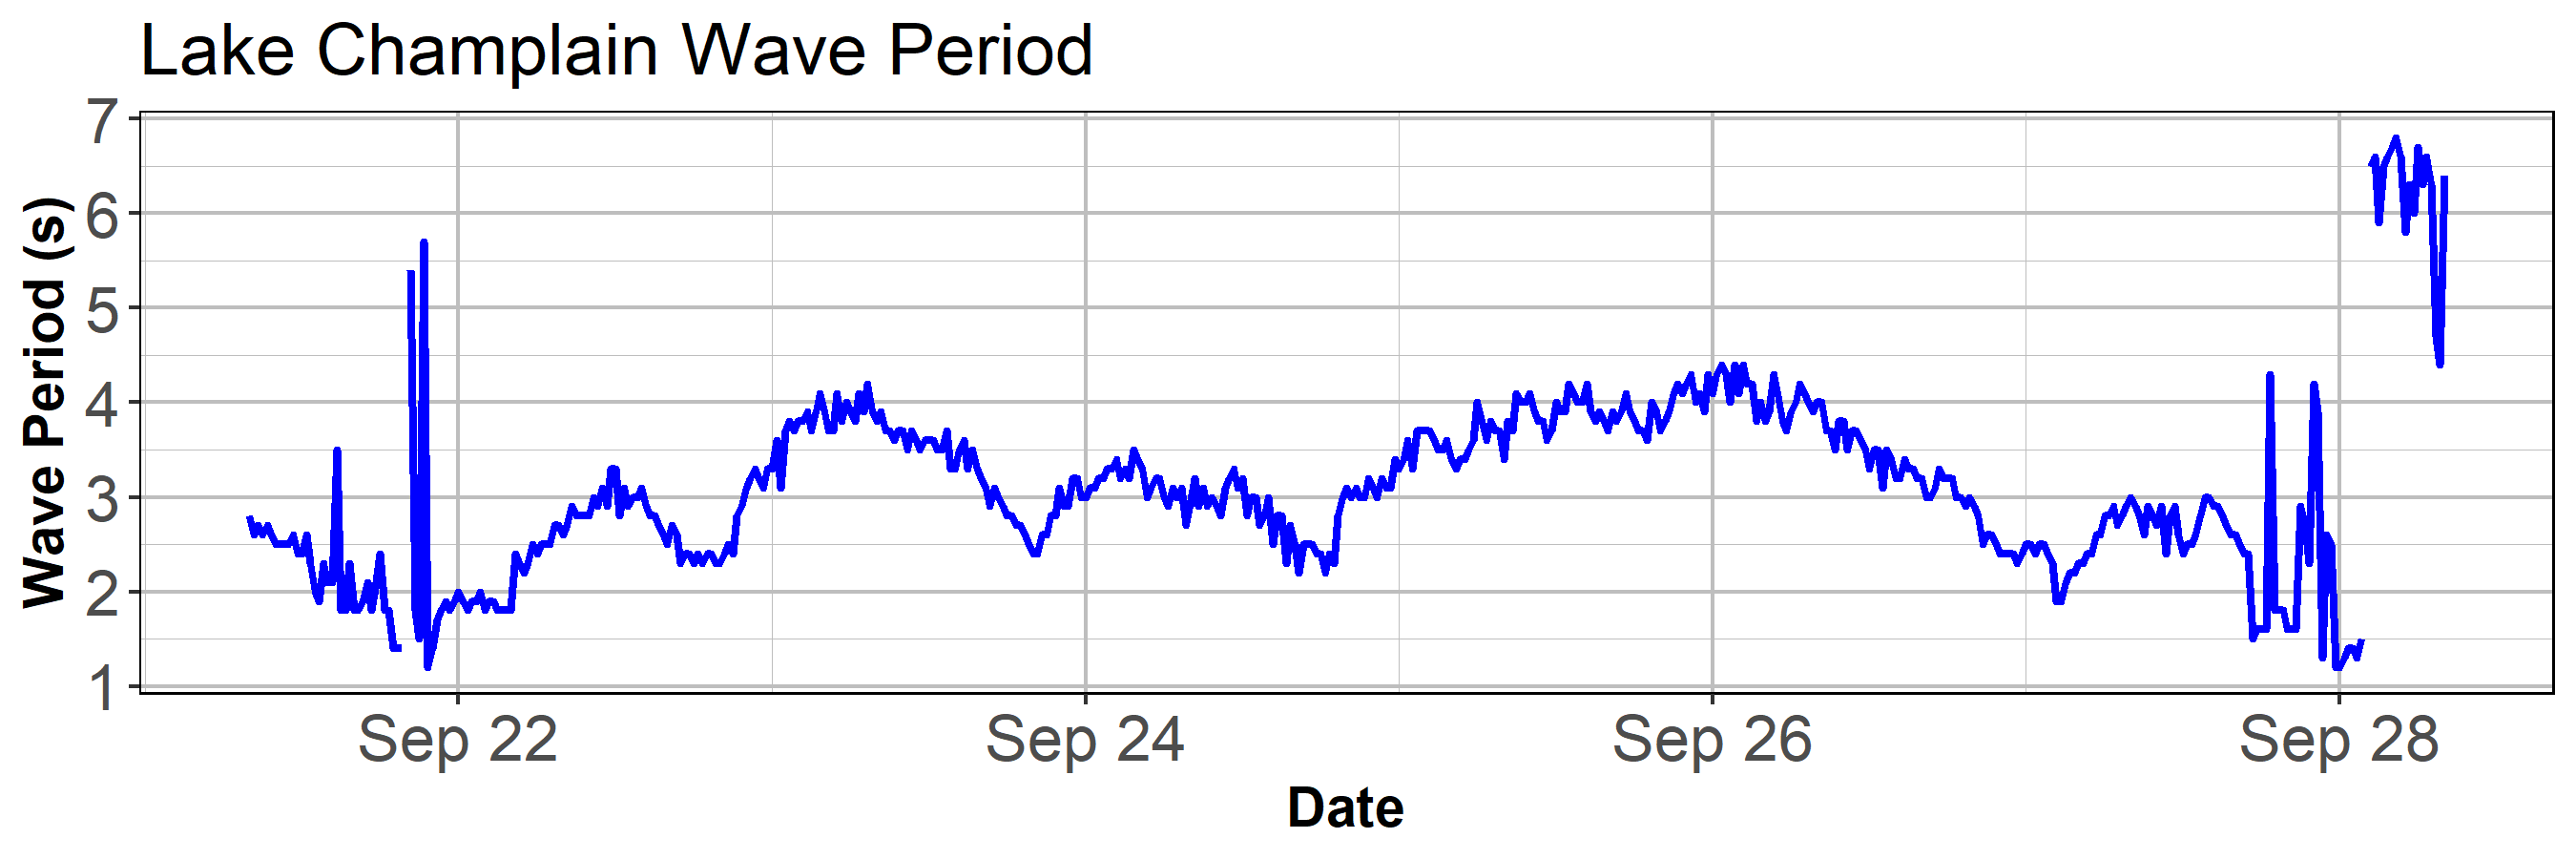 Lake Champlain Wave Period
Wave Period (s)
7
6
5
4
3
2
1
Sep 22
Sep 24
Sep 26
Sep 28
Date